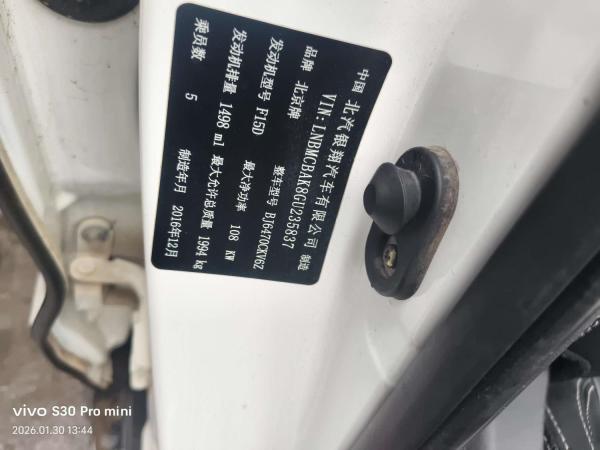 中国 北汽银翔汽车有限公司 制造
VIN:LNBMCBAK8GU235837
品牌 北京牌 整车型号 BJ6470CKV6Z
发动机型号 F15D 最大净功率 108 KW
发动机排量 1498 ml 最大允许总质量 1994 kg
乘员数 5 制造年月 2016年12月
vivo S30 Pro mini
2026.01.30 13:44